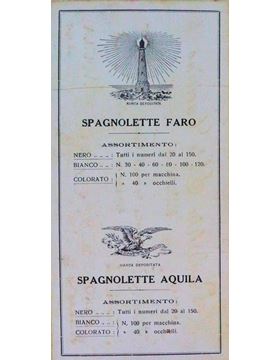 MARCA DEPOSITATA
SPAGNOLETTE FARO
ASSORTIMENTO:
NERO . . . : Tutti i numeri dal 20 al 150.
BIANCO . . . : N. 30 - 40 - 60 - 80 - 100 - 120.
COLORATO : N. 100 per macchina.
» 40 » occhielli.
MARCA DEPOSITATA
SPAGNOLETTE AQUILA
ASSORTIMENTO:
NERO . . . : Tutti i numeri dal 20 al 150.
BIANCO . . . : N. 100 per macchina.
COLORATO : » 40 » occhielli.